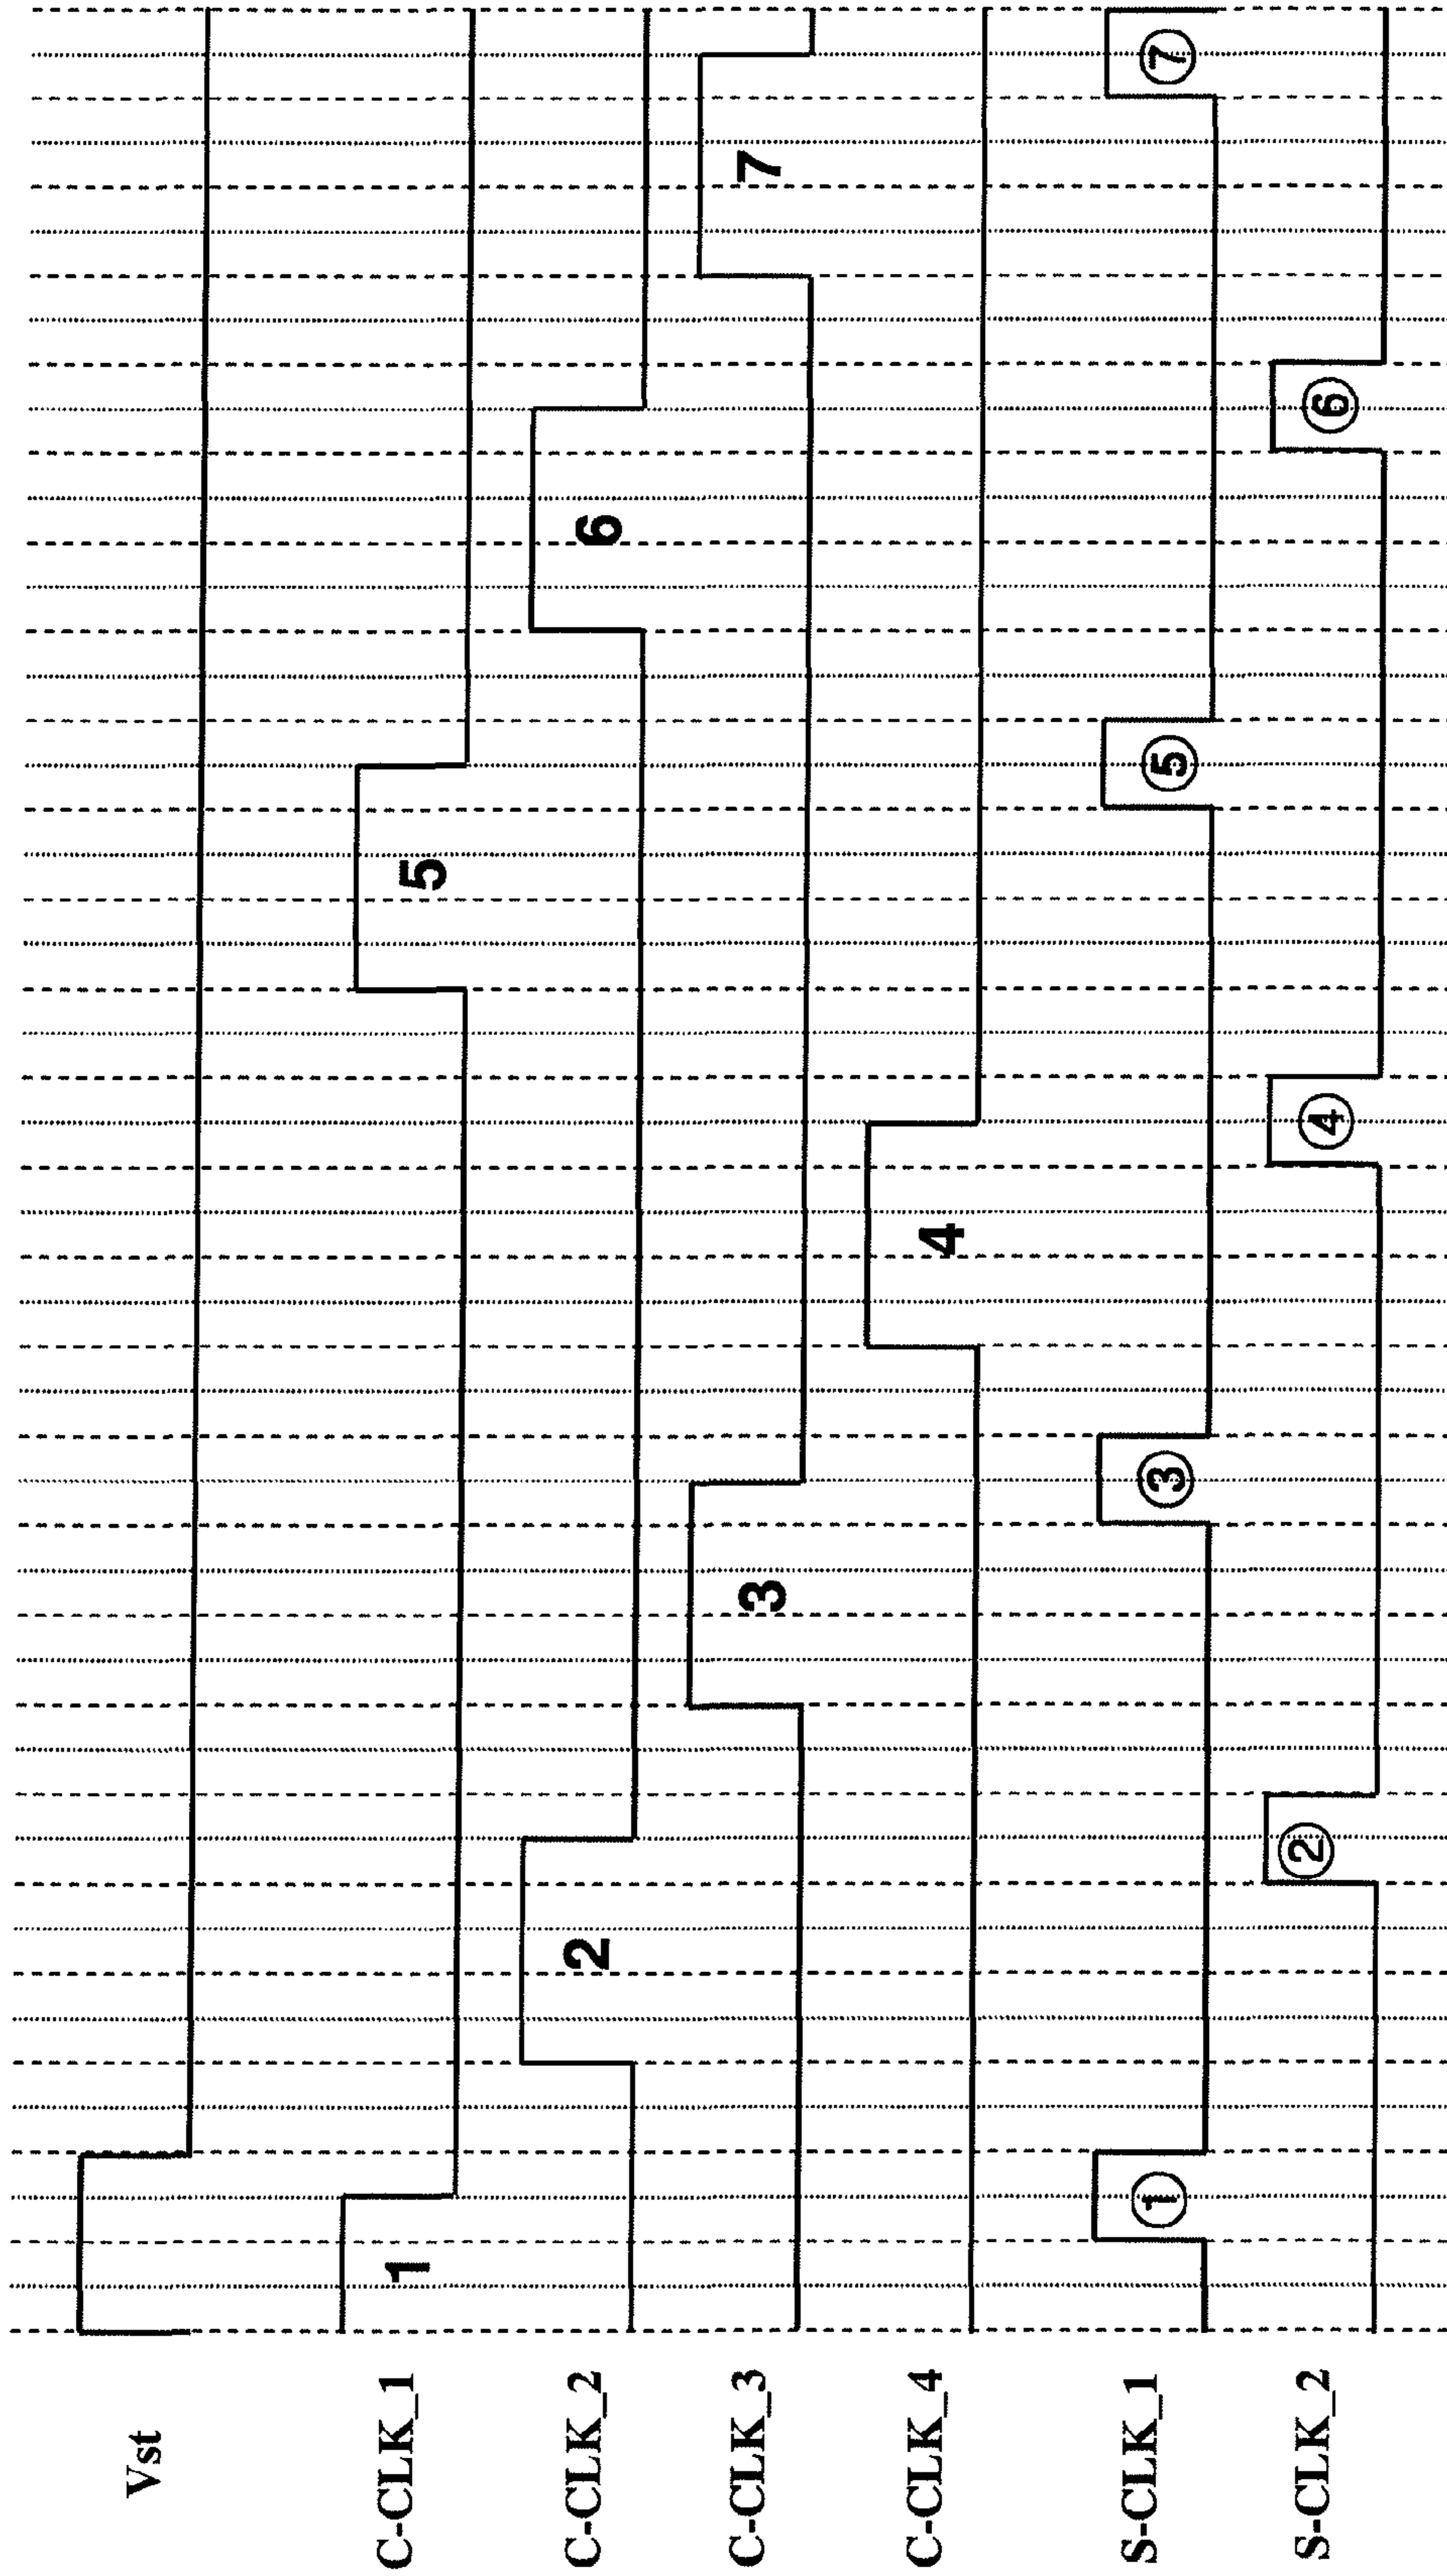 Vst
C-CLK_1
1
5
C-CLK_2
2
6
C-CLK_3
3
7
C-CLK_4
4
S-CLK_1
①
③
⑤
⑦
S-CLK_2
②
④
⑥